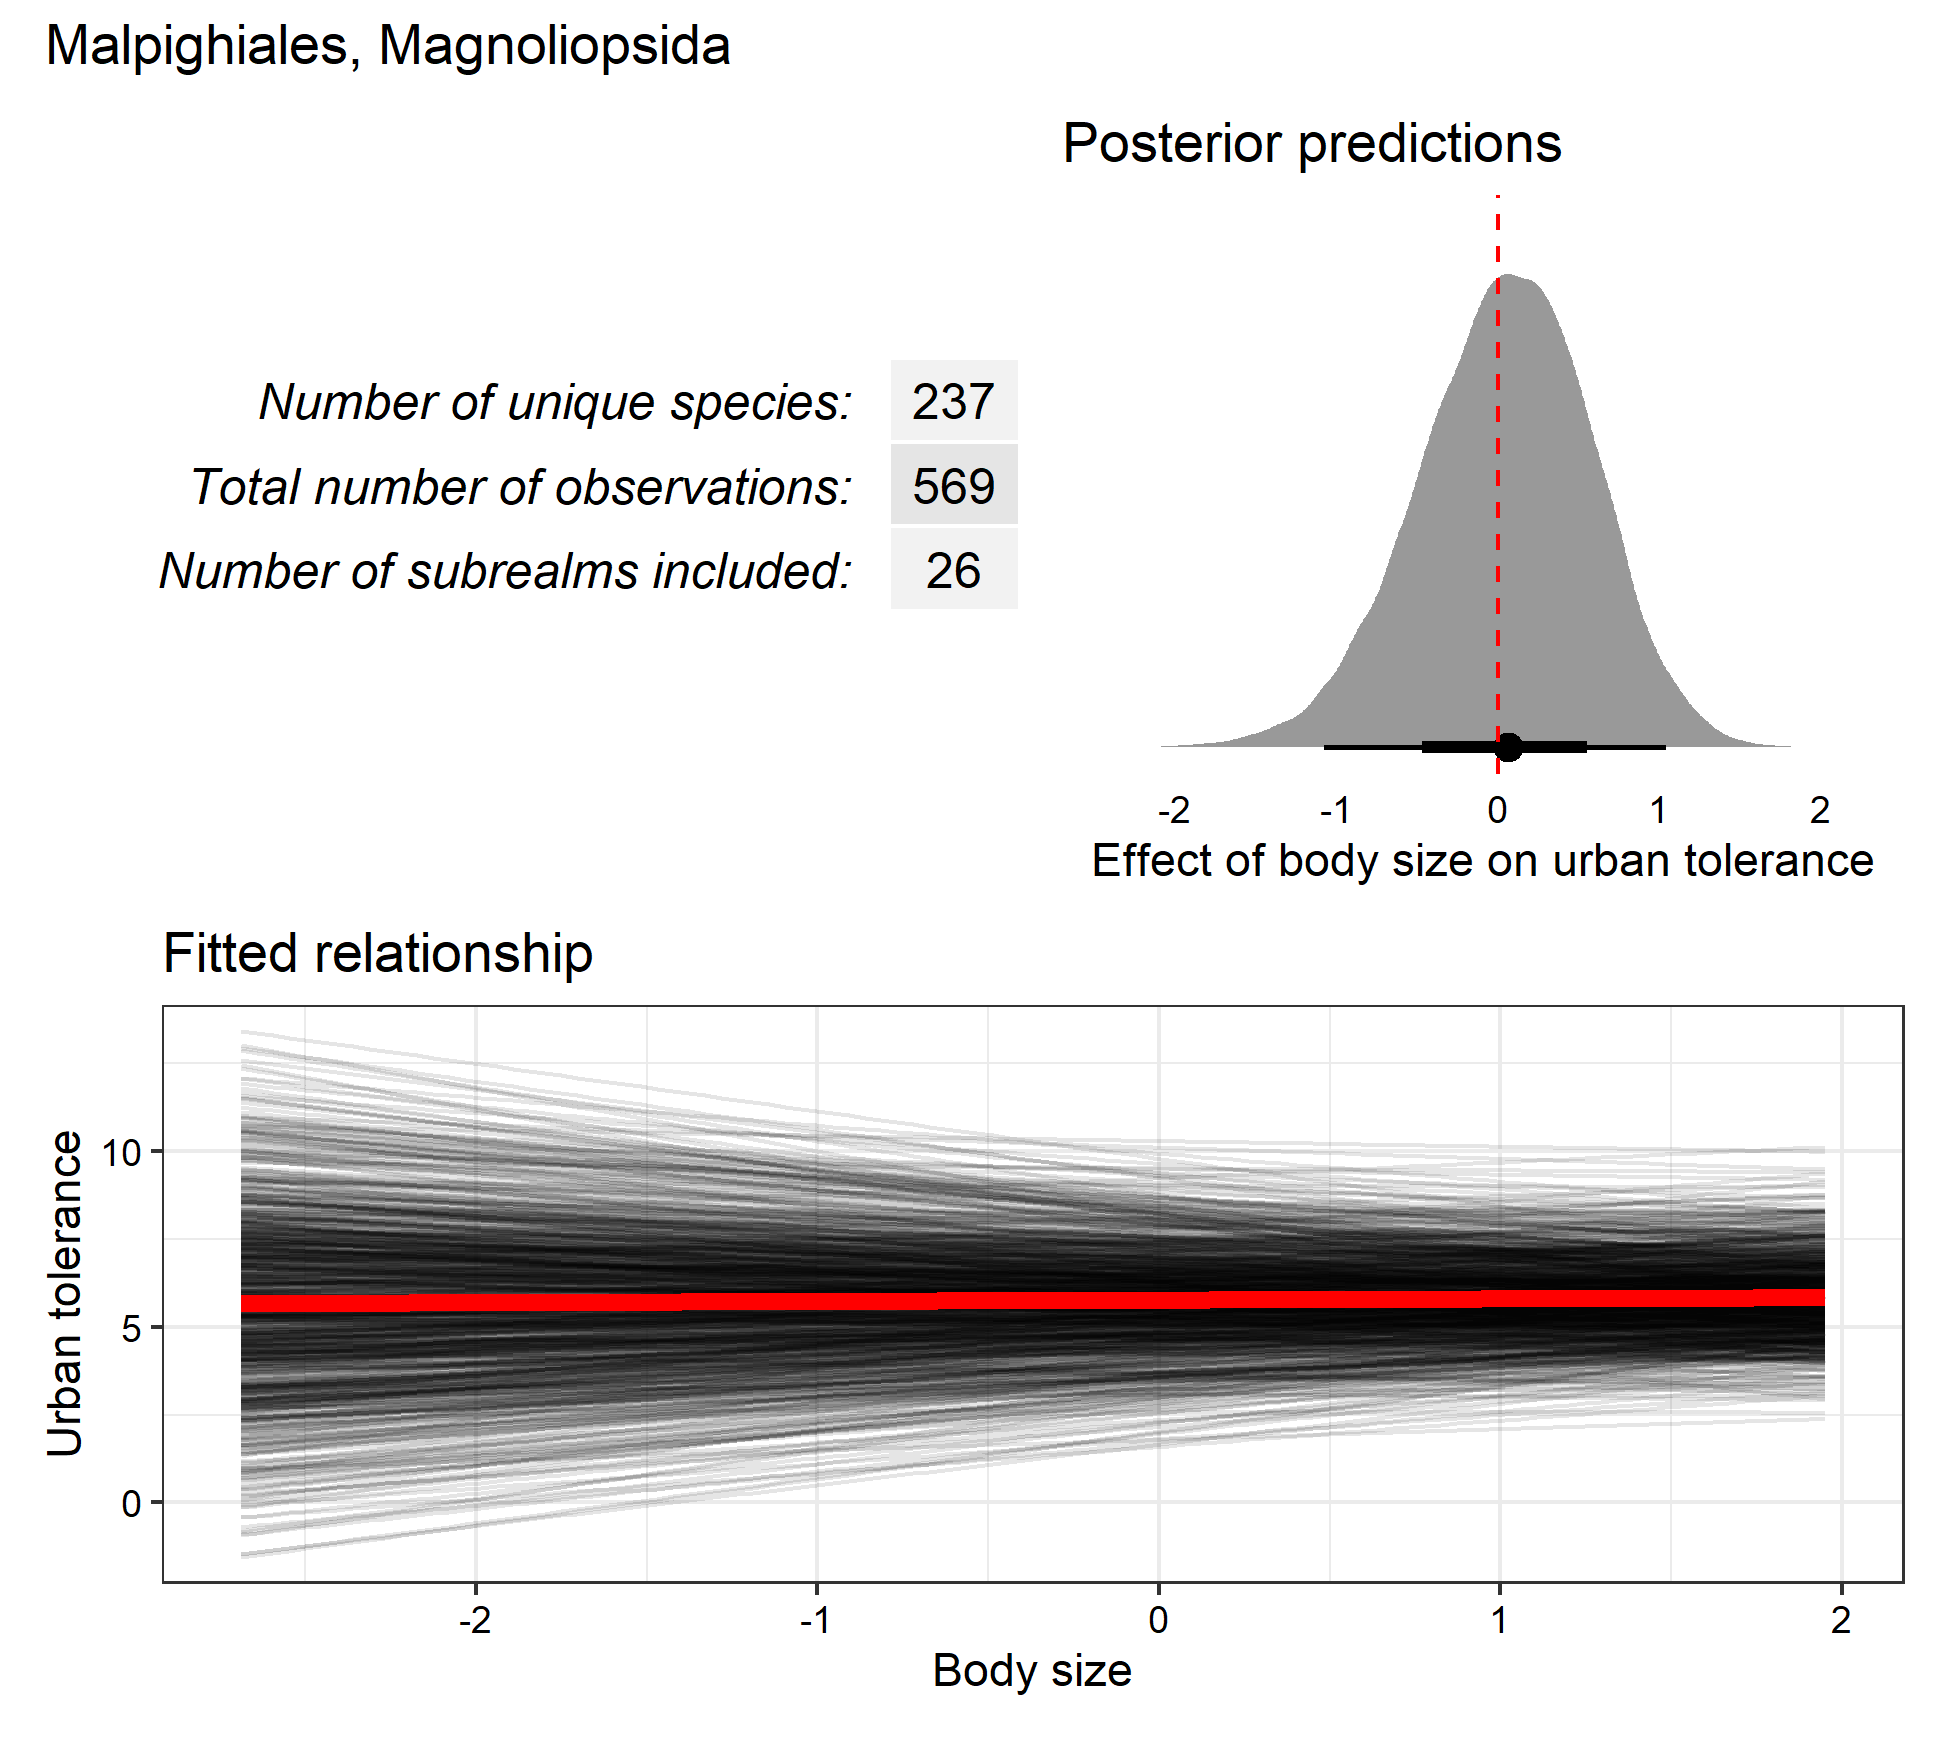 Malpighiales, Magnoliopsida
Posterior predictions
Number of unique species: 237
Total number of observations: 569
Number of subrealms included: 26
-2 -1 0 1 2
Effect of body size on urban tolerance
Fitted relationship
Urban tolerance
10
5
0
-2 -1 0 1 2
Body size